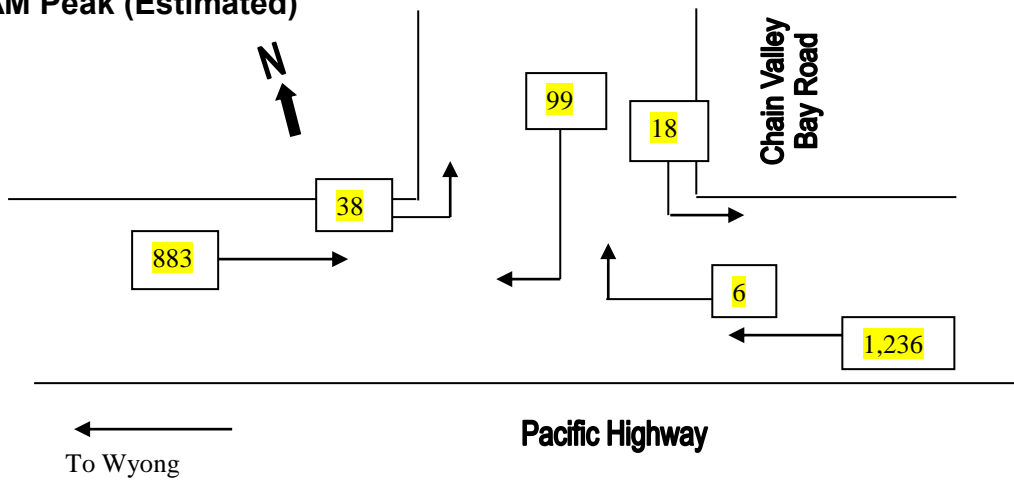 AM Peak (Estimated)
N
Chain Valley
Bay Road
99
18
38
883
6
1,236
Pacific Highway
To Wyong